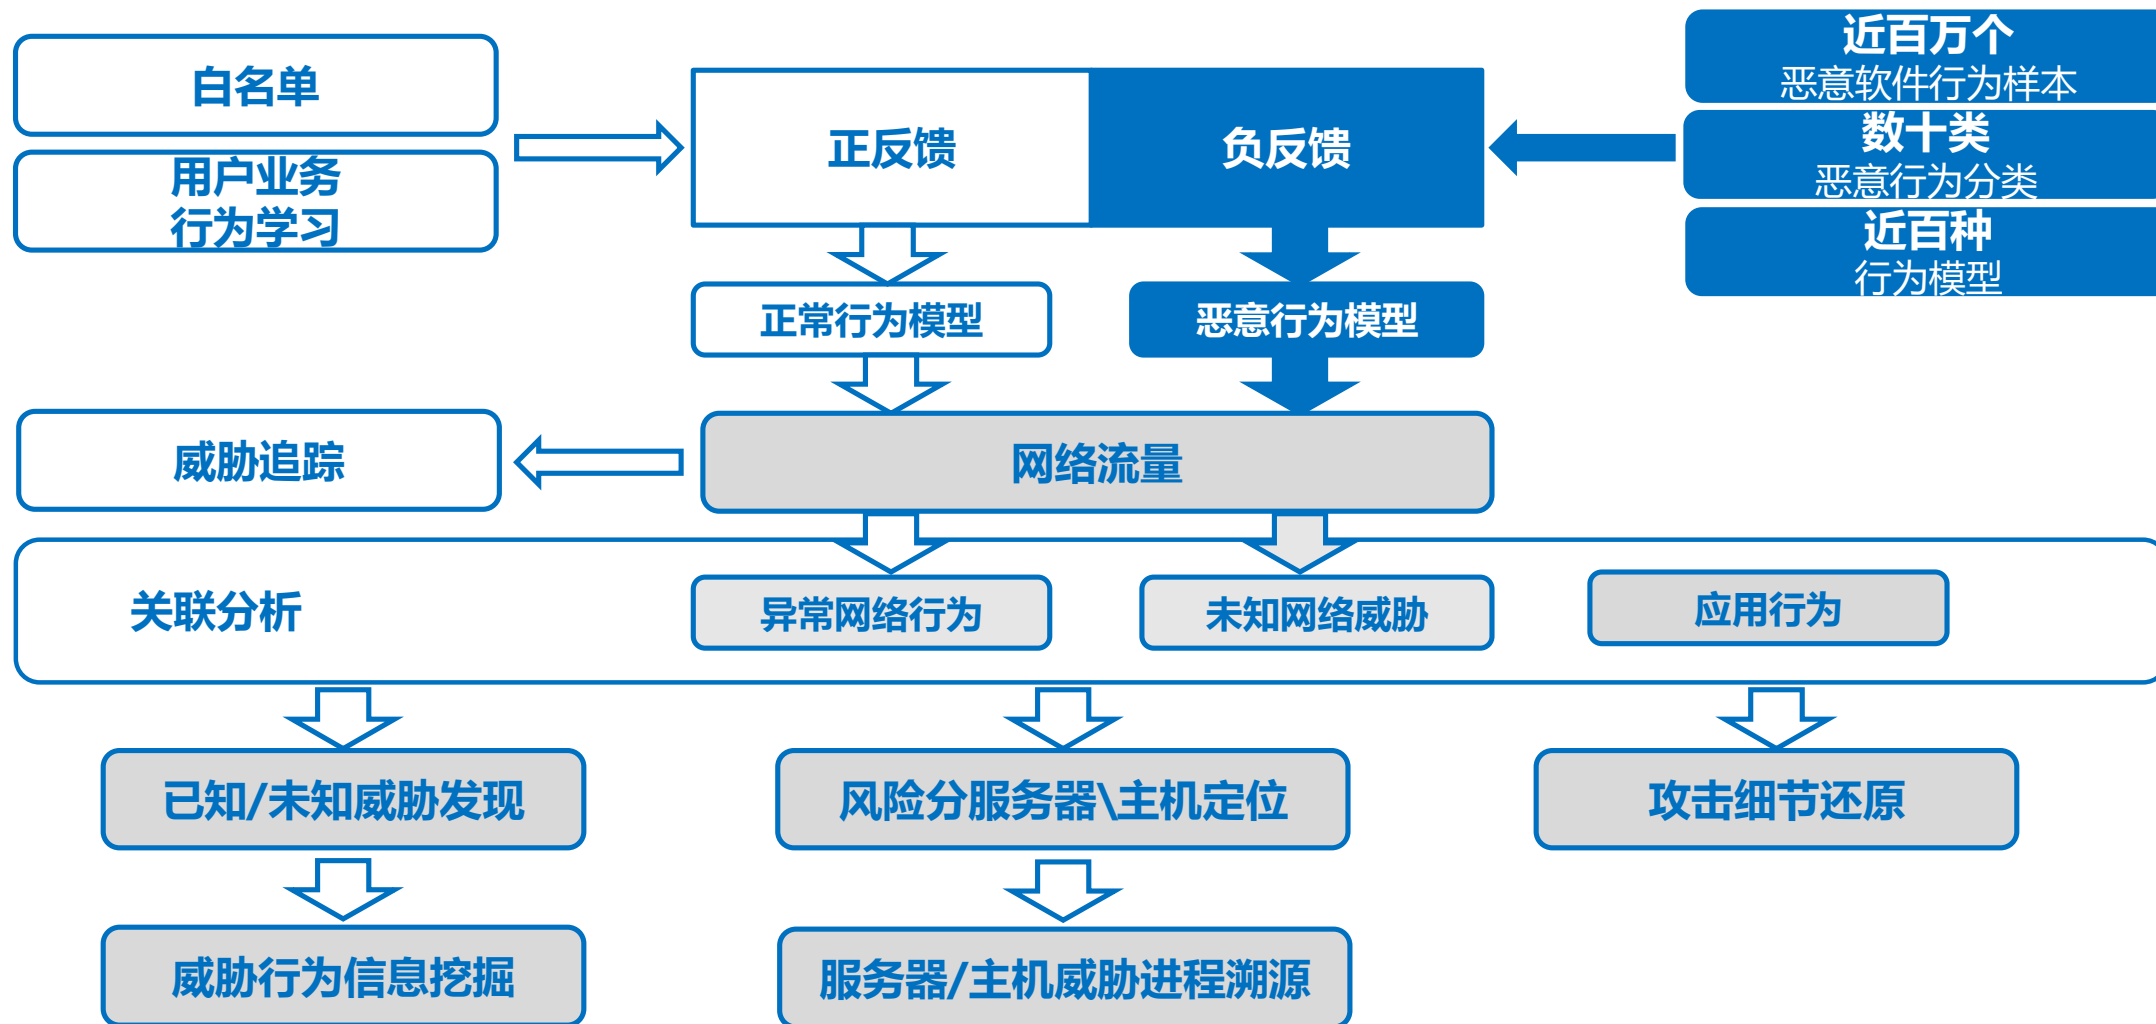 白名单
用户业务
行为学习
正反馈
负反馈
近百万个
恶意软件行为样本
数十类
恶意行为分类
近百种
行为模型
正常行为模型
恶意行为模型
威胁追踪
网络流量
关联分析
异常网络行为
未知网络威胁
应用行为
已知/未知威胁发现
风险分服务器\主机定位
攻击细节还原
威胁行为信息挖掘
服务器/主机威胁进程溯源